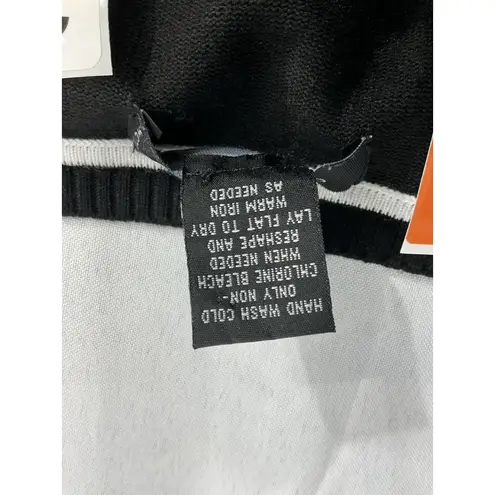 HAND WASH COLD
ONLY NON-
CHLORINE BLEACH
WHEN NEEDED
RESHAPE AND
LAY FLAT TO DRY
WARM IRON
AS NEEDED